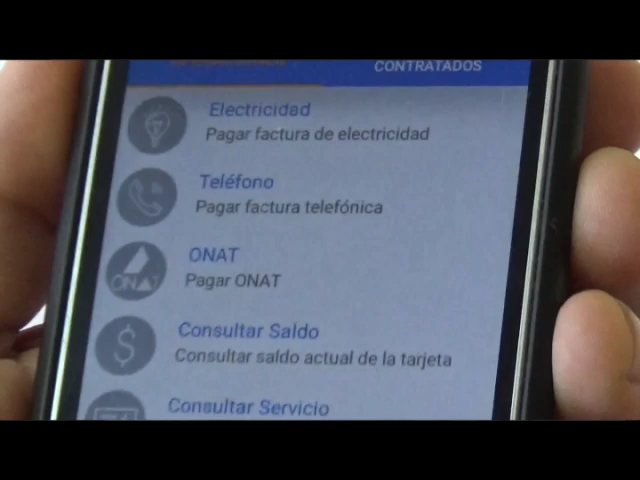 CONTRATADOS
Electricidad
Pagar factura de electricidad
Teléfono
Pagar factura telefónica
ONAT
ONAT
Pagar ONAT
$
Consultar Saldo
Consultar saldo actual de la tarjeta
Consultar Servicio